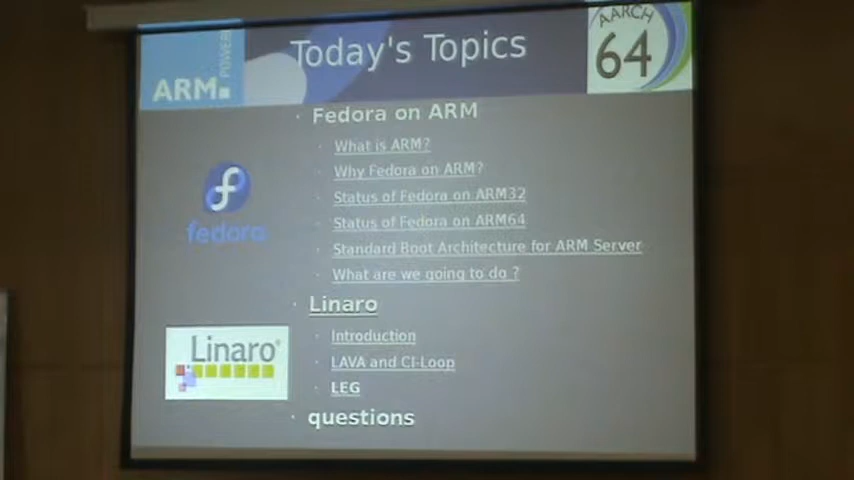 ARM POWERED
Today's Topics
AARCH
64
Fedora on ARM
What is ARM?
Why Fedora on ARM?
Status of Fedora on ARM32
Status of Fedora on ARM64
Standard Boot Architecture for ARM Server
What are we going to do ?
fedora
Linaro
Introduction
LAVA and CI-Loop
LEG
questions
Linaro